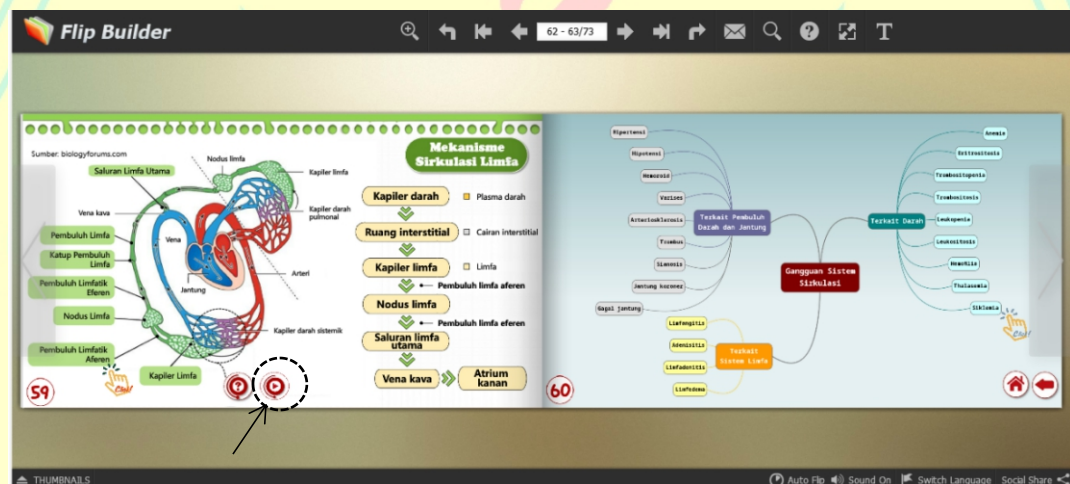 Flip Builder
62 - 63/73
T
Sumber: biologyforums.com
Saluran Limfa Utama
Nodus limfa
Kapiler limfa
Vena kava
Kapiler darah
pulmonal
Pembuluh Limfa
Vena
Katup Pembuluh
Limfa
Arteri
Pembuluh Limfatik
Eferen
Jantung
Nodus Limfa
Kapiler darah sistemik
Pembuluh Limfatik
Aferen
Kapiler Limfa
Click!
59
Mekanisme
Sirkulasi Limfa
Kapiler darah
Plasma darah
Ruang interstitial
Cairan interstitial
Kapiler limfa
Limfa
Pembuluh limfa aferen
Nodus limfa
Pembuluh limfa eferen
Saluran limfa
utama
Vena kava
Atrium
kanan
Hipertensi
Hipotensi
Hemoroid
Varises
Arteriosklerosis
Trombus
Sianosis
Jantung koroner
Gagal jantung
Terkait Pembuluh
Darah dan Jantung
Gangguan Sistem
Sirkulasi
Terkait Darah
Anemia
Eritrositosis
Trombositopenia
Trombositosis
Leukopenia
Leukositosis
Hemofilia
Thalasemia
Siklemia
Click!
Limfangitis
Adenoiditis
Limfadenitis
Limfedema
Terkait
Sistem Limfa
60
THUMBNAILS
Auto Flip
Sound On
Switch Language
Social Share